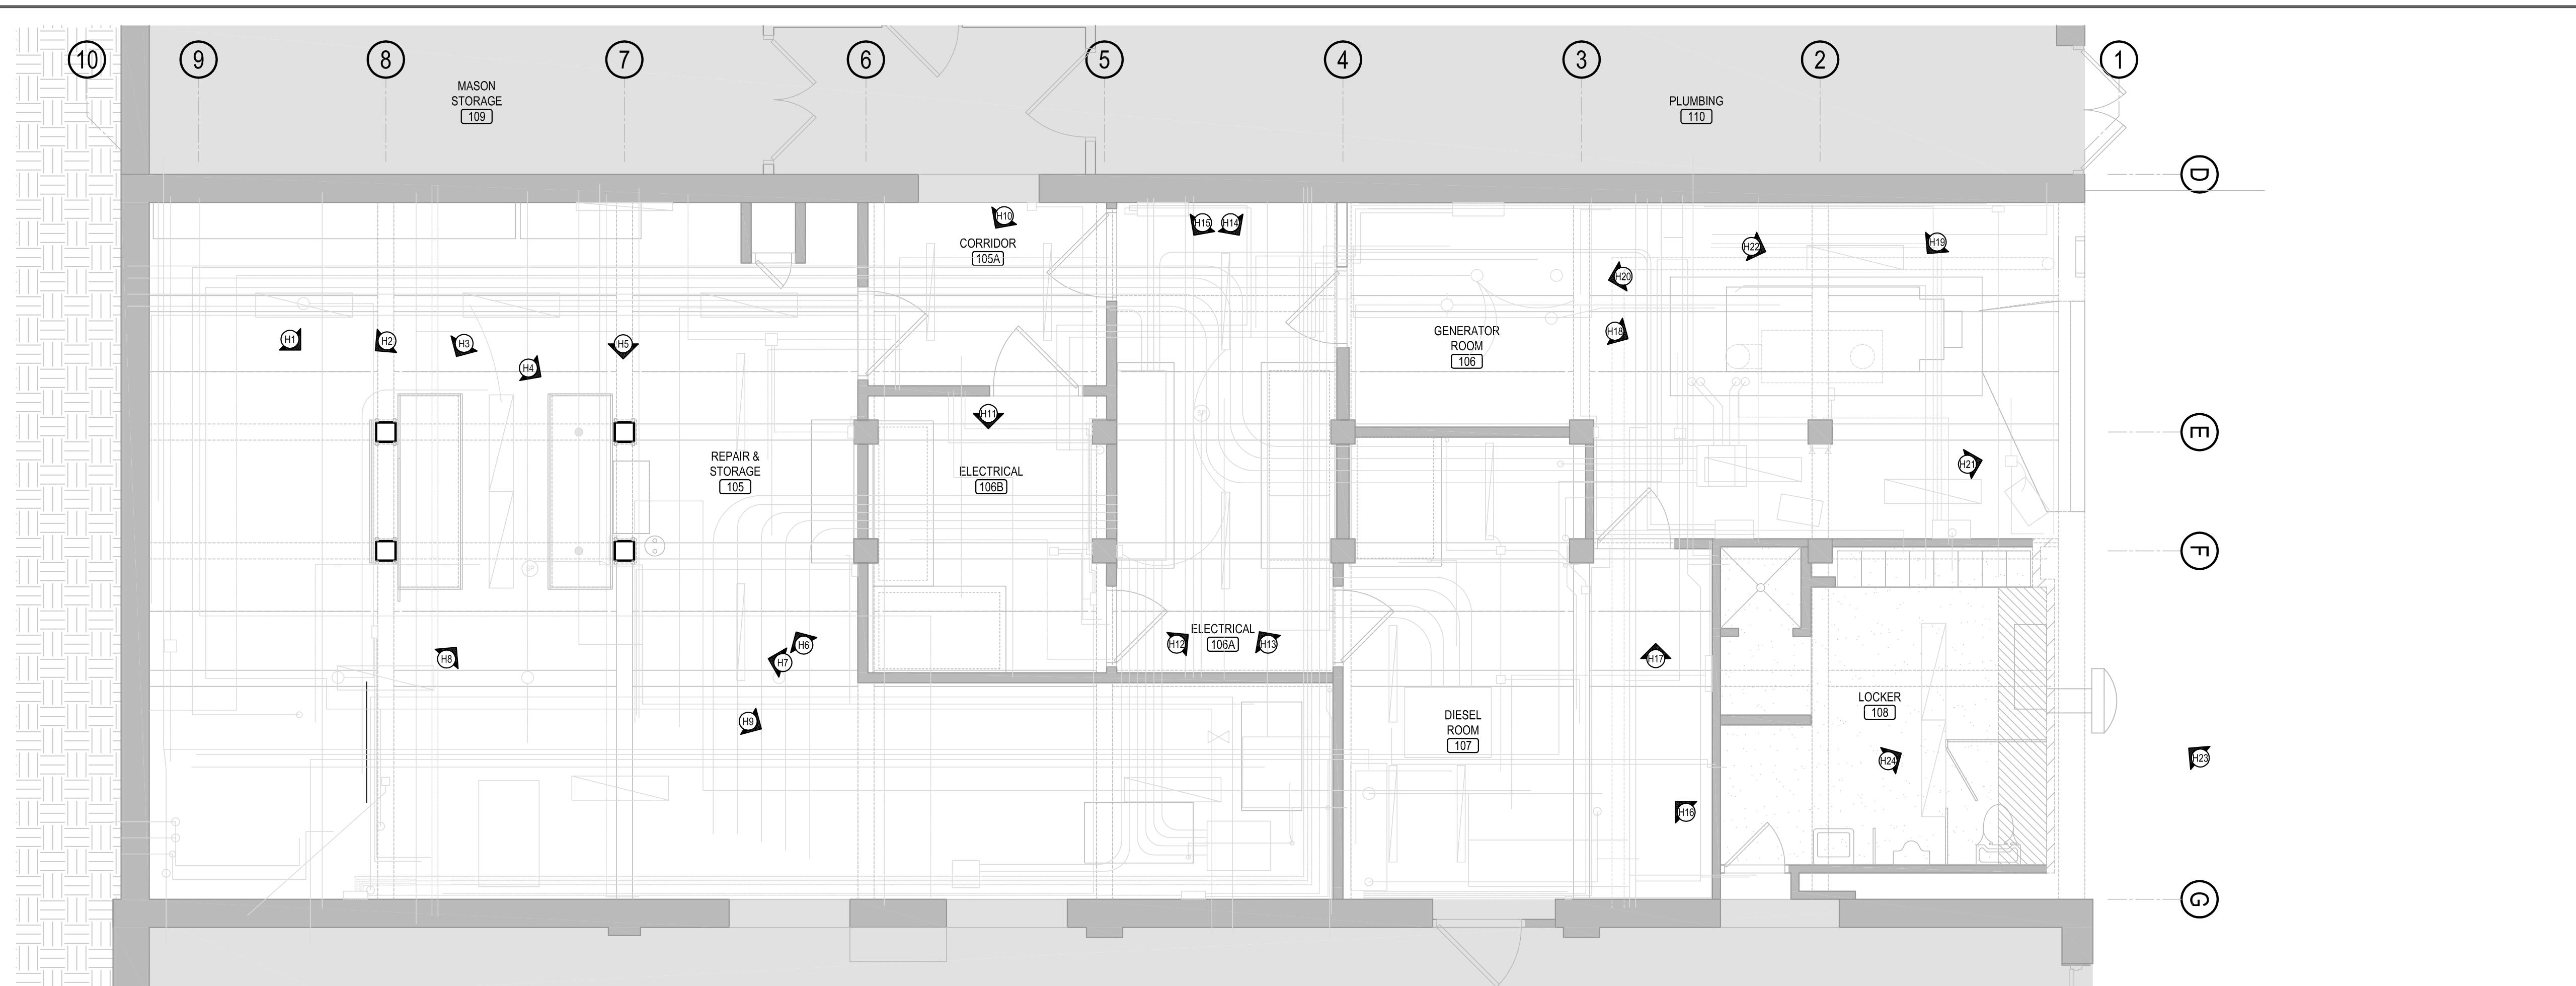 10
9
8
7
6
5
4
3
2
1
MASON
STORAGE
109
PLUMBING
110
D
H10
H15
H14
H22
H19
CORRIDOR
105A
H20
H1
H2
H3
H5
H4
H18
GENERATOR
ROOM
106
H11
E
REPAIR &
STORAGE
105
ELECTRICAL
106B
H21
F
H8
H6
H7
H12
ELECTRICAL
106A
H13
H17
H9
DIESEL
ROOM
107
LOCKER
108
H24
H23
H16
G